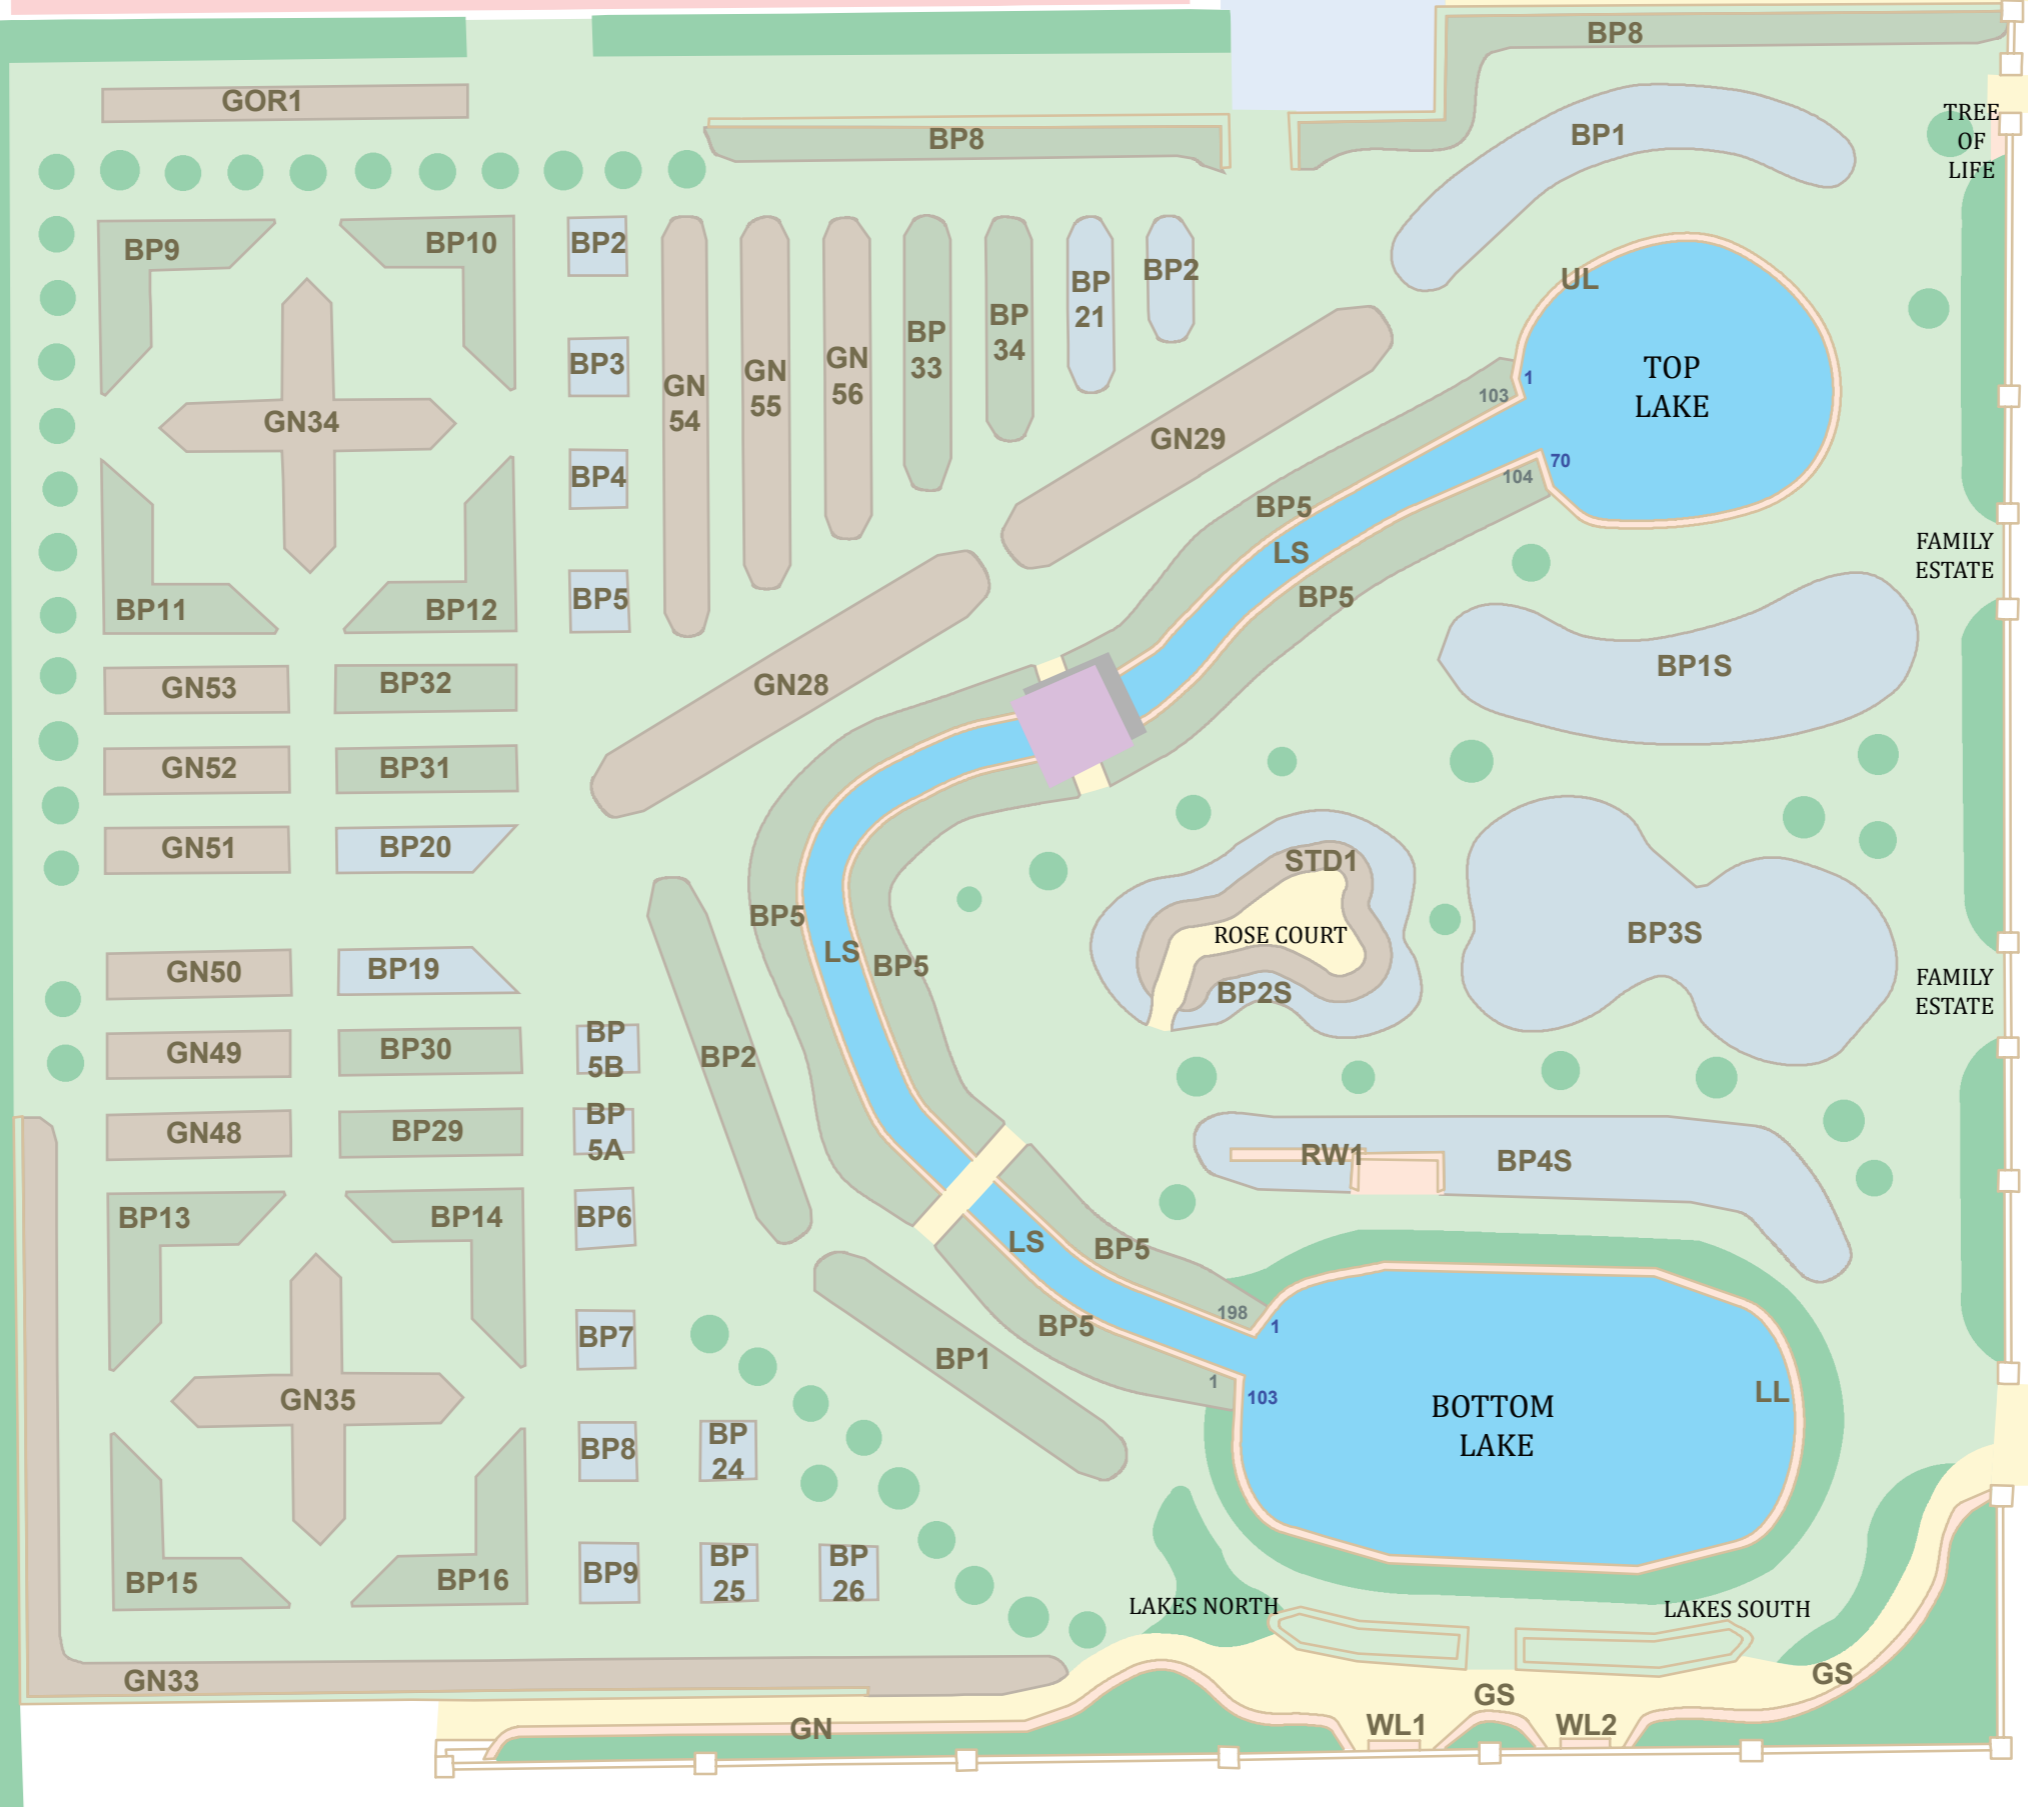 BP8
GOR1
BP8
BP1
TREE
OF
LIFE
BP9
BP10
BP2
BP
21
BP2
UL
BP3
GN
54
GN
55
GN
56
BP
33
BP
34
GN34
GN29
TOP
LAKE
1
103
70
104
BP4
BP5
LS
BP5
FAMILY
ESTATE
BP11
BP12
BP5
GN53
BP32
GN28
BP1S
GN52
BP31
GN51
BP20
STD1
ROSE COURT
BP2S
BP3S
BP5
LS
BP5
GN50
BP19
FAMILY
ESTATE
GN49
BP30
BP
5B
BP2
GN48
BP29
BP
5A
RW1
BP4S
BP13
BP14
BP6
LS
BP5
198
1
BP5
BP7
BP1
1
103
GN35
BOTTOM
LAKE
LL
BP8
BP
24
BP15
BP16
BP9
BP
25
BP
26
LAKES NORTH
LAKES SOUTH
GN33
GN
GS
GS
WL1
WL2